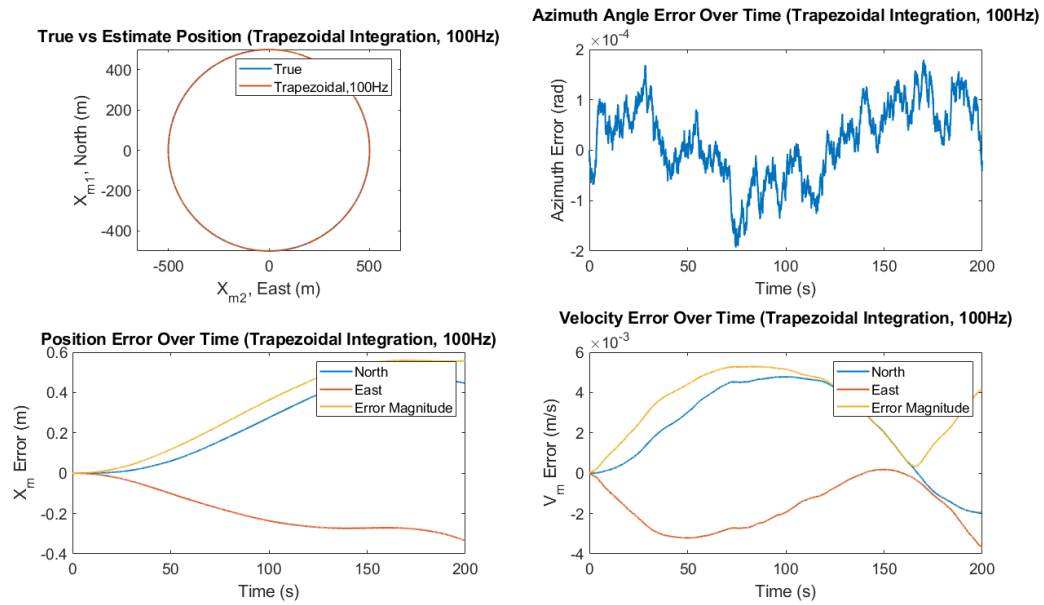 True vs Estimate Position (Trapezoidal Integration, 100Hz)
400
200
0
-200
-400
X_m1, North (m)
True
Trapezoidal,100Hz
-500
0
500
X_m2, East (m)
Azimuth Angle Error Over Time (Trapezoidal Integration, 100Hz)
×10^-4
2
1
0
-1
-2
Azimuth Error (rad)
0
50
100
150
200
Time (s)
Position Error Over Time (Trapezoidal Integration, 100Hz)
0.6
0.4
0.2
0
-0.2
-0.4
X_m Error (m)
North
East
Error Magnitude
0
50
100
150
200
Time (s)
Velocity Error Over Time (Trapezoidal Integration, 100Hz)
×10^-3
6
4
2
0
-2
-4
V_m Error (m/s)
North
East
Error Magnitude
0
50
100
150
200
Time (s)